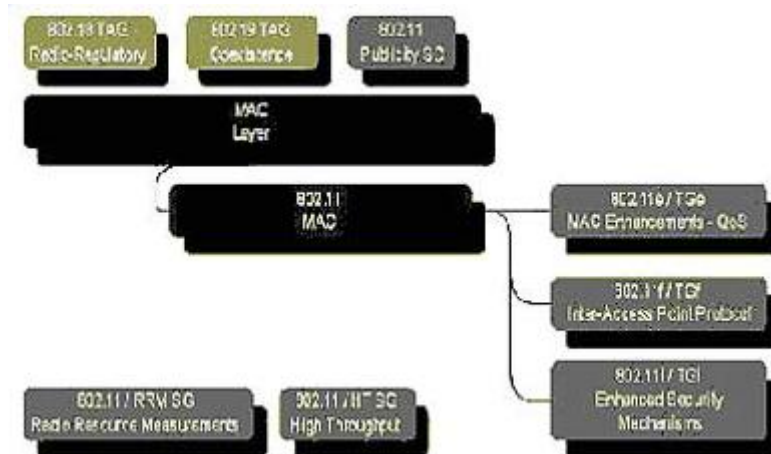 802.18 TAG
Radio-Regulatory
802.19 TAG
Coexistence
802.11
Publicity SC
MAC
Layer
802.11
MAC
802.11e / TGe
MAC Enhancements - QoS
802.11f / TGf
Inter-Access Point Protocol
802.11i / TGi
Enhanced Security
Mechanisms
802.11 / RRM SG
Radio Resource Measurements
802.11 / HT SG
High Throughput